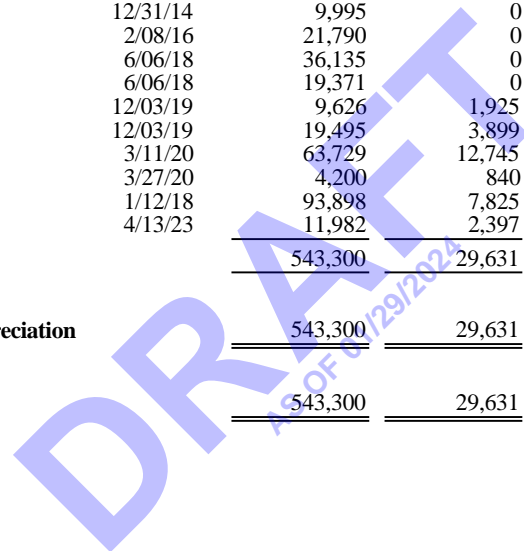 12/31/14 9,995 0
2/08/16 21,790 0
6/06/18 36,135 0
6/06/18 19,371 0
12/03/19 9,626 1,925
12/03/19 19,495 3,899
3/11/20 63,729 12,745
3/27/20 4,200 840
1/12/18 93,898 7,825
4/13/23 11,982 2,397
543,300 29,631
reciation 543,300 29,631
543,300 29,631
DRAFT
AS OF 01/29/2024